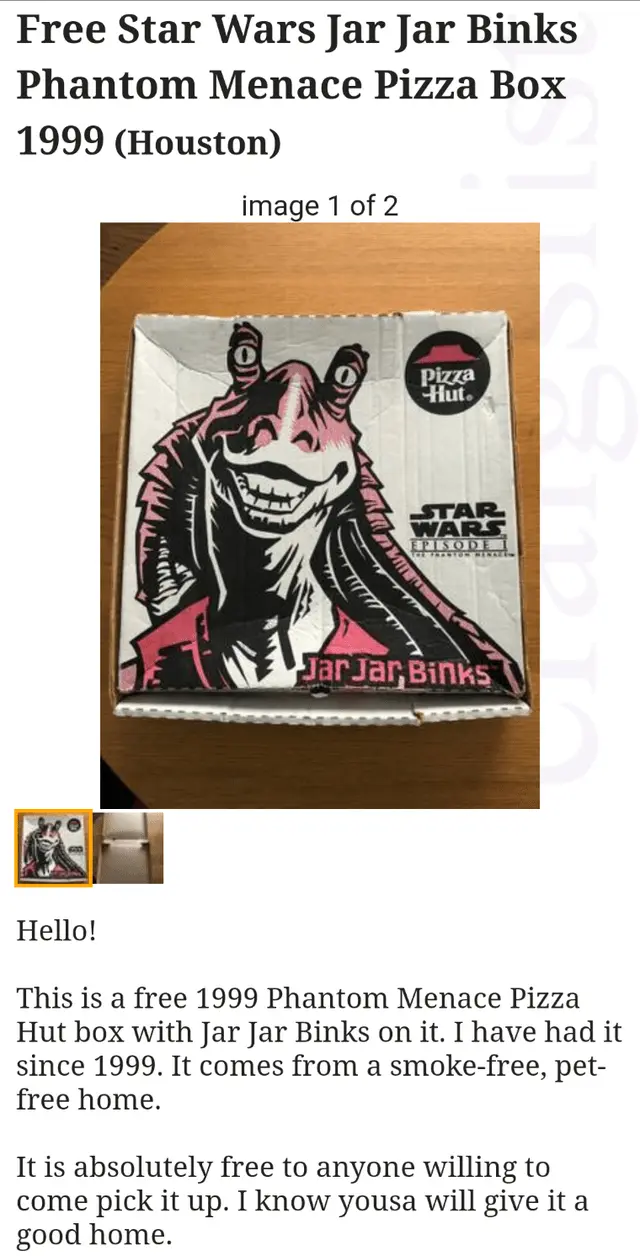 Free Star Wars Jar Jar Binks
Phantom Menace Pizza Box
1999 (Houston)
craigslist
image 1 of 2
Pizza
Hut.
STAR
WARS
EPISODE I
THE PHANTOM MENACE
Jar Jar Binks
Hello!
This is a free 1999 Phantom Menace Pizza
Hut box with Jar Jar Binks on it. I have had it
since 1999. It comes from a smoke-free, pet-
free home.
It is absolutely free to anyone willing to
come pick it up. I know yousa will give it a
good home.